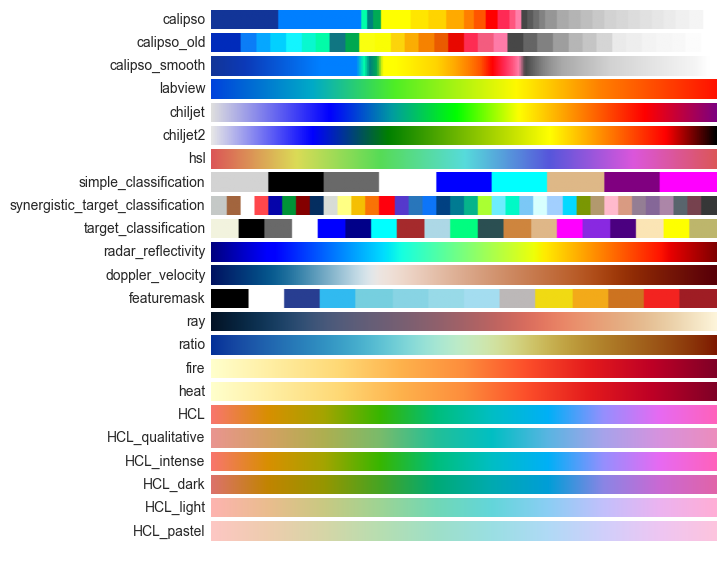 calipso
calipso_old
calipso_smooth
labview
chiljet
chiljet2
hsl
simple_classification
synergistic_target_classification
target_classification
radar_reflectivity
doppler_velocity
featuremask
ray
ratio
fire
heat
HCL
HCL_qualitative
HCL_intense
HCL_dark
HCL_light
HCL_pastel